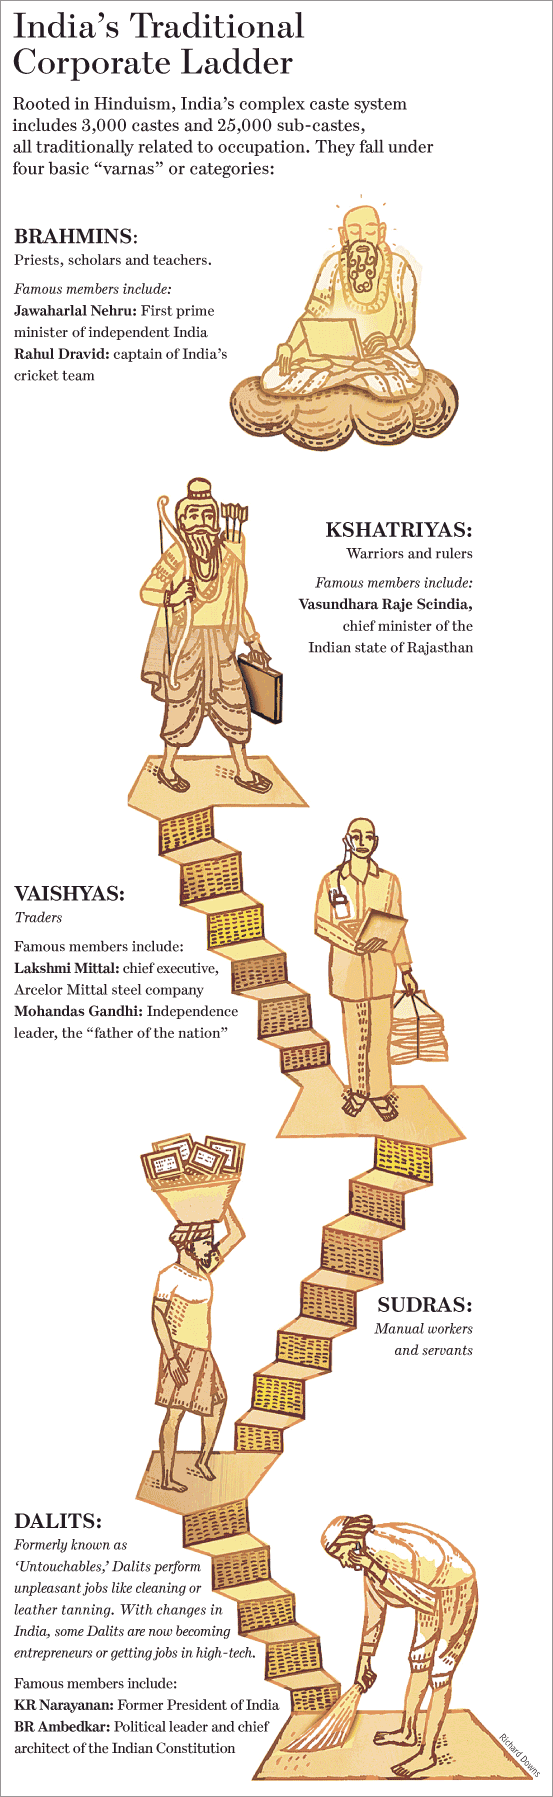 India's Traditional
Corporate Ladder
Rooted in Hinduism, India's complex caste system
includes 3,000 castes and 25,000 sub-castes,
all traditionally related to occupation. They fall under
four basic “varnas” or categories:
BRAHMINS:
Priests, scholars and teachers.
Famous members include:
Jawaharlal Nehru: First prime
minister of independent India
Rahul Dravid: captain of India's
cricket team
KSHATRIYAS:
Warriors and rulers
Famous members include:
Vasundhara Raje Scindia,
chief minister of the
Indian state of Rajasthan
VAISHYAS:
Traders
Famous members include:
Lakshmi Mittal: chief executive,
Arcelor Mittal steel company
Mohandas Gandhi: Independence
leader, the “father of the nation”
SUDRAS:
Manual workers
and servants
DALITS:
Formerly known as
‘Untouchables,’ Dalits perform
unpleasant jobs like cleaning or
leather tanning. With changes in
India, some Dalits are now becoming
entrepreneurs or getting jobs in high-tech.
Famous members include:
KR Narayanan: Former President of India
BR Ambedkar: Political leader and chief
architect of the Indian Constitution
Richard Downs